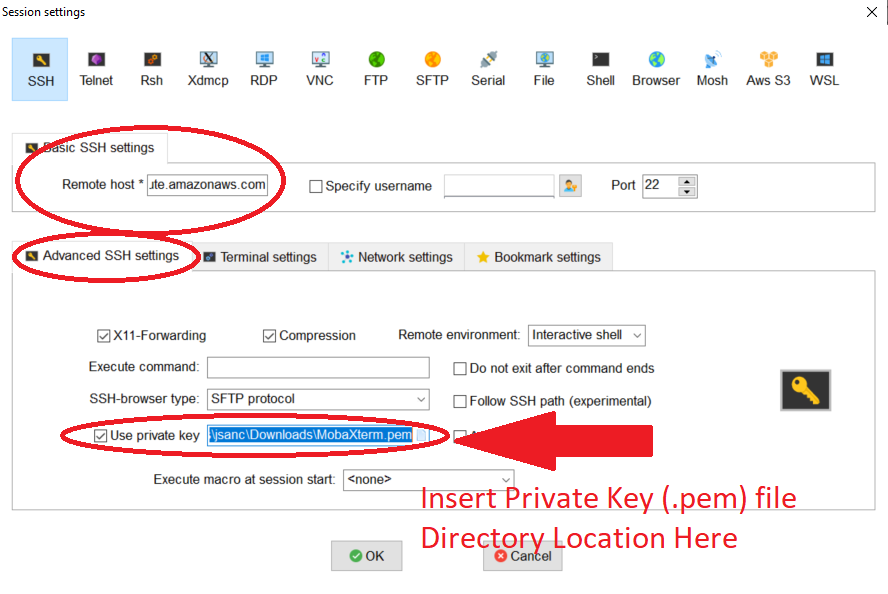 Session settings
SSH Telnet Rsh Xdmcp RDP VNC FTP SFTP Serial File Shell Browser Mosh Aws S3 WSL
Basic SSH settings
Remote host * ute.amazonaws.com Specify username Port 22
Advanced SSH settings Terminal settings Network settings Bookmark settings
X11-Forwarding Compression Remote environment: Interactive shell
Execute command: Do not exit after command ends
SSH-browser type: SFTP protocol Follow SSH path (experimental)
Use private key \jsanc\Downloads\MobaXterm.pem
Execute macro at session start: <none>
Insert Private Key (.pem) file
Directory Location Here
OK Cancel